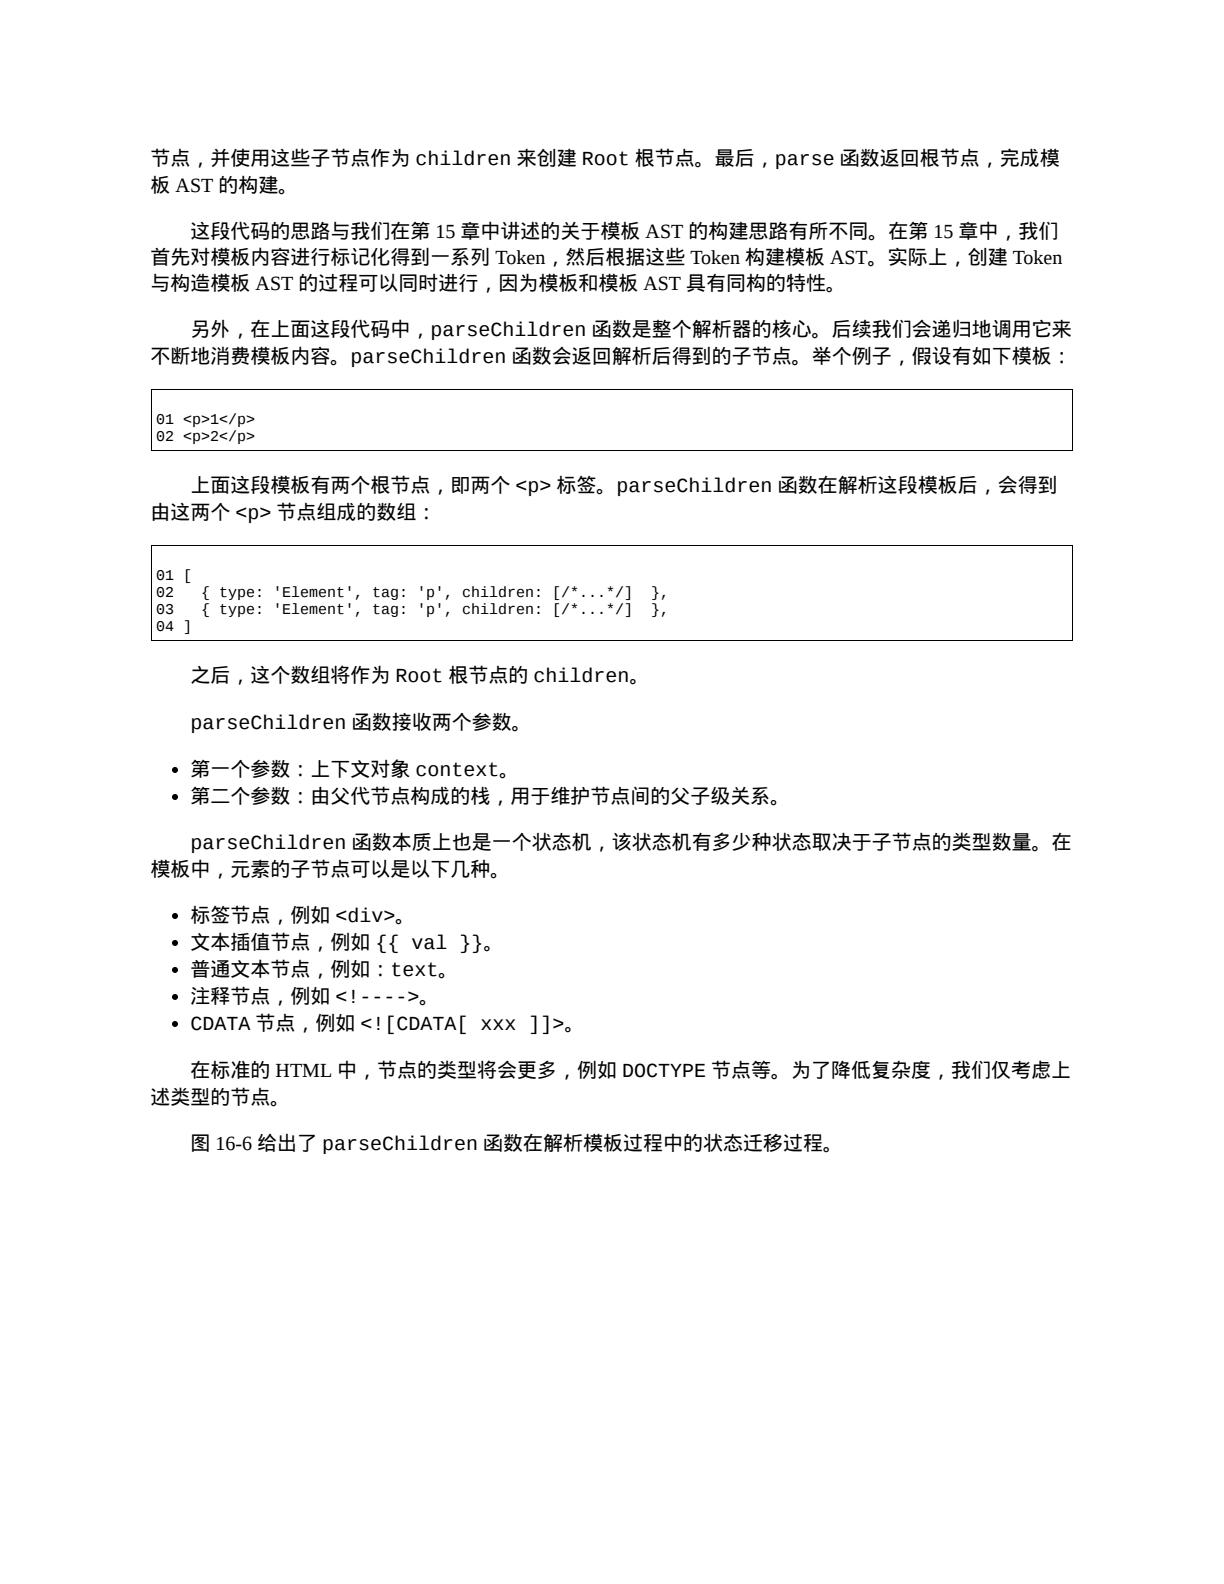 节点，并使用这些子节点作为 children 来创建 Root 根节点。最后，parse 函数返回根节点，完成模
板 AST 的构建。
这段代码的思路与我们在第 15 章中讲述的关于模板 AST 的构建思路有所不同。在第 15 章中，我们
首先对模板内容进行标记化得到一系列 Token，然后根据这些 Token 构建模板 AST。实际上，创建 Token
与构造模板 AST 的过程可以同时进行，因为模板和模板 AST 具有同构的特性。
另外，在上面这段代码中，parseChildren 函数是整个解析器的核心。后续我们会递归地调用它来
不断地消费模板内容。parseChildren 函数会返回解析后得到的子节点。举个例子，假设有如下模板：
01 <p>1</p>
02 <p>2</p>
上面这段模板有两个根节点，即两个 <p> 标签。parseChildren 函数在解析这段模板后，会得到
由这两个 <p> 节点组成的数组：
01 [
02   { type: 'Element', tag: 'p', children: [/*...*/]  },
03   { type: 'Element', tag: 'p', children: [/*...*/]  },
04 ]
之后，这个数组将作为 Root 根节点的 children。
parseChildren 函数接收两个参数。
• 第一个参数：上下文对象 context。
• 第二个参数：由父代节点构成的栈，用于维护节点间的父子级关系。
parseChildren 函数本质上也是一个状态机，该状态机有多少种状态取决于子节点的类型数量。在
模板中，元素的子节点可以是以下几种。
• 标签节点，例如 <div>。
• 文本插值节点，例如 {{ val }}。
• 普通文本节点，例如：text。
• 注释节点，例如 <!---->。
• CDATA 节点，例如 <![CDATA[ xxx ]]>。
在标准的 HTML 中，节点的类型将会更多，例如 DOCTYPE 节点等。为了降低复杂度，我们仅考虑上
述类型的节点。
图 16-6 给出了 parseChildren 函数在解析模板过程中的状态迁移过程。